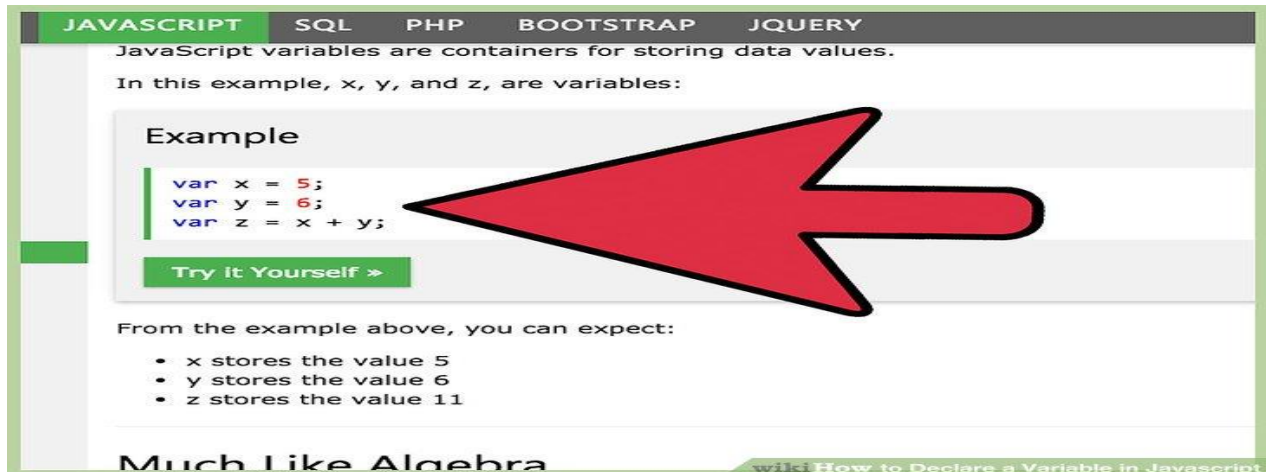 JAVASCRIPT SQL PHP BOOTSTRAP JQUERY
JavaScript variables are containers for storing data values.
In this example, x, y, and z, are variables:
Example
var x = 5;
var y = 6;
var z = x + y;
Try it Yourself »
From the example above, you can expect:
• x stores the value 5
• y stores the value 6
• z stores the value 11
Much Like Algebra
wikiHow to Declare a Variable in Javascript